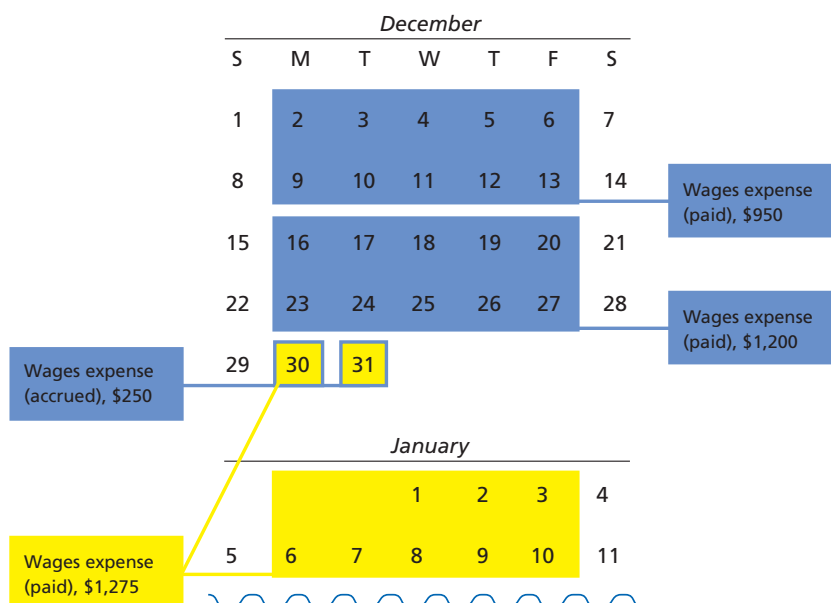 December
S M T W T F S
1 2 3 4 5 6 7
8 9 10 11 12 13 14
Wages expense
(paid), $950
15 16 17 18 19 20 21
22 23 24 25 26 27 28
Wages expense
(paid), $1,200
29 30 31
Wages expense
(accrued), $250
January
1 2 3 4
5 6 7 8 9 10 11
Wages expense
(paid), $1,275